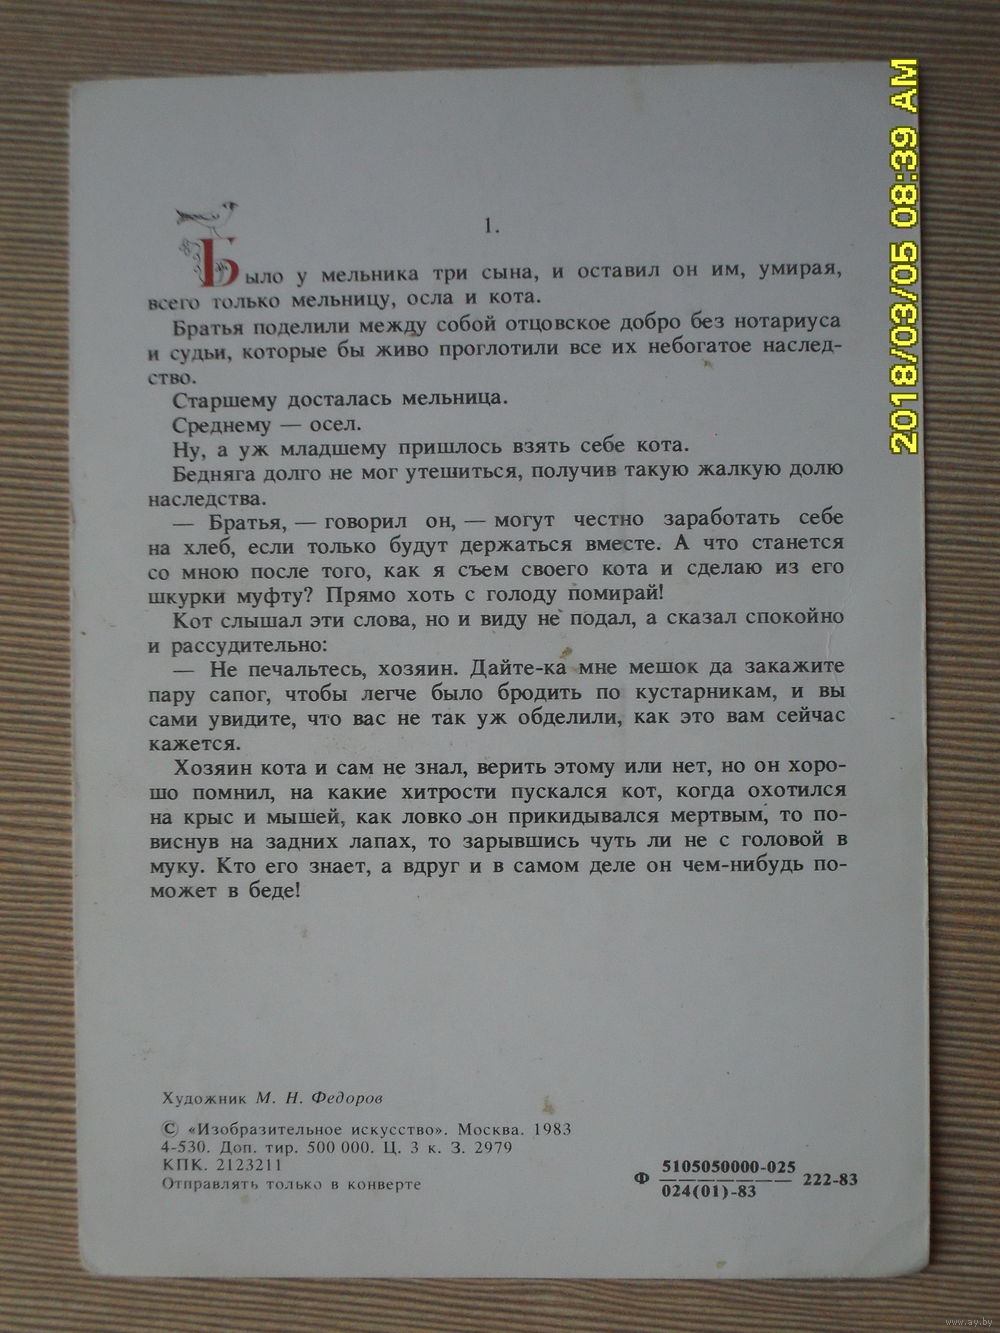 1.
Было у мельника три сына, и оставил он им, умирая,
всего только мельницу, осла и кота.
Братья поделили между собой отцовское добро без нотариуса
и судьи, которые бы живо проглотили все их небогатое наслед-
ство.
Старшему досталась мельница.
Среднему — осел.
Ну, а уж младшему пришлось взять себе кота.
Бедняга долго не мог утешиться, получив такую жалкую долю
наследства.
— Братья, — говорил он, — могут честно заработать себе
на хлеб, если только будут держаться вместе. А что станется
со мною после того, как я съем своего кота и сделаю из его
шкурки муфту? Прямо хоть с голоду помирай!
Кот слышал эти слова, но и виду не подал, а сказал спокойно
и рассудительно:
— Не печальтесь, хозяин. Дайте-ка мне мешок да закажите
пару сапог, чтобы легче было бродить по кустарникам, и вы
сами увидите, что вас не так уж обделили, как это вам сейчас
кажется.
Хозяин кота и сам не знал, верить этому или нет, но он хоро-
шо помнил, на какие хитрости пускался кот, когда охотился
на крыс и мышей, как ловко он прикидывался мертвым, то по-
виснув на задних лапах, то зарывшись чуть ли не с головой в
муку. Кто его знает, а вдруг и в самом деле он чем-нибудь по-
может в беде!
Художник М. Н. Федоров
© «Изобразительное искусство». Москва. 1983
4-530. Доп. тир. 500 000. Ц. 3 к. З. 2979
КПК. 2123211
Отправлять только в конверте
Ф 5105050000-025
024(01)-83 222-83
2018/03/05 08:39 AM
www.ay.by